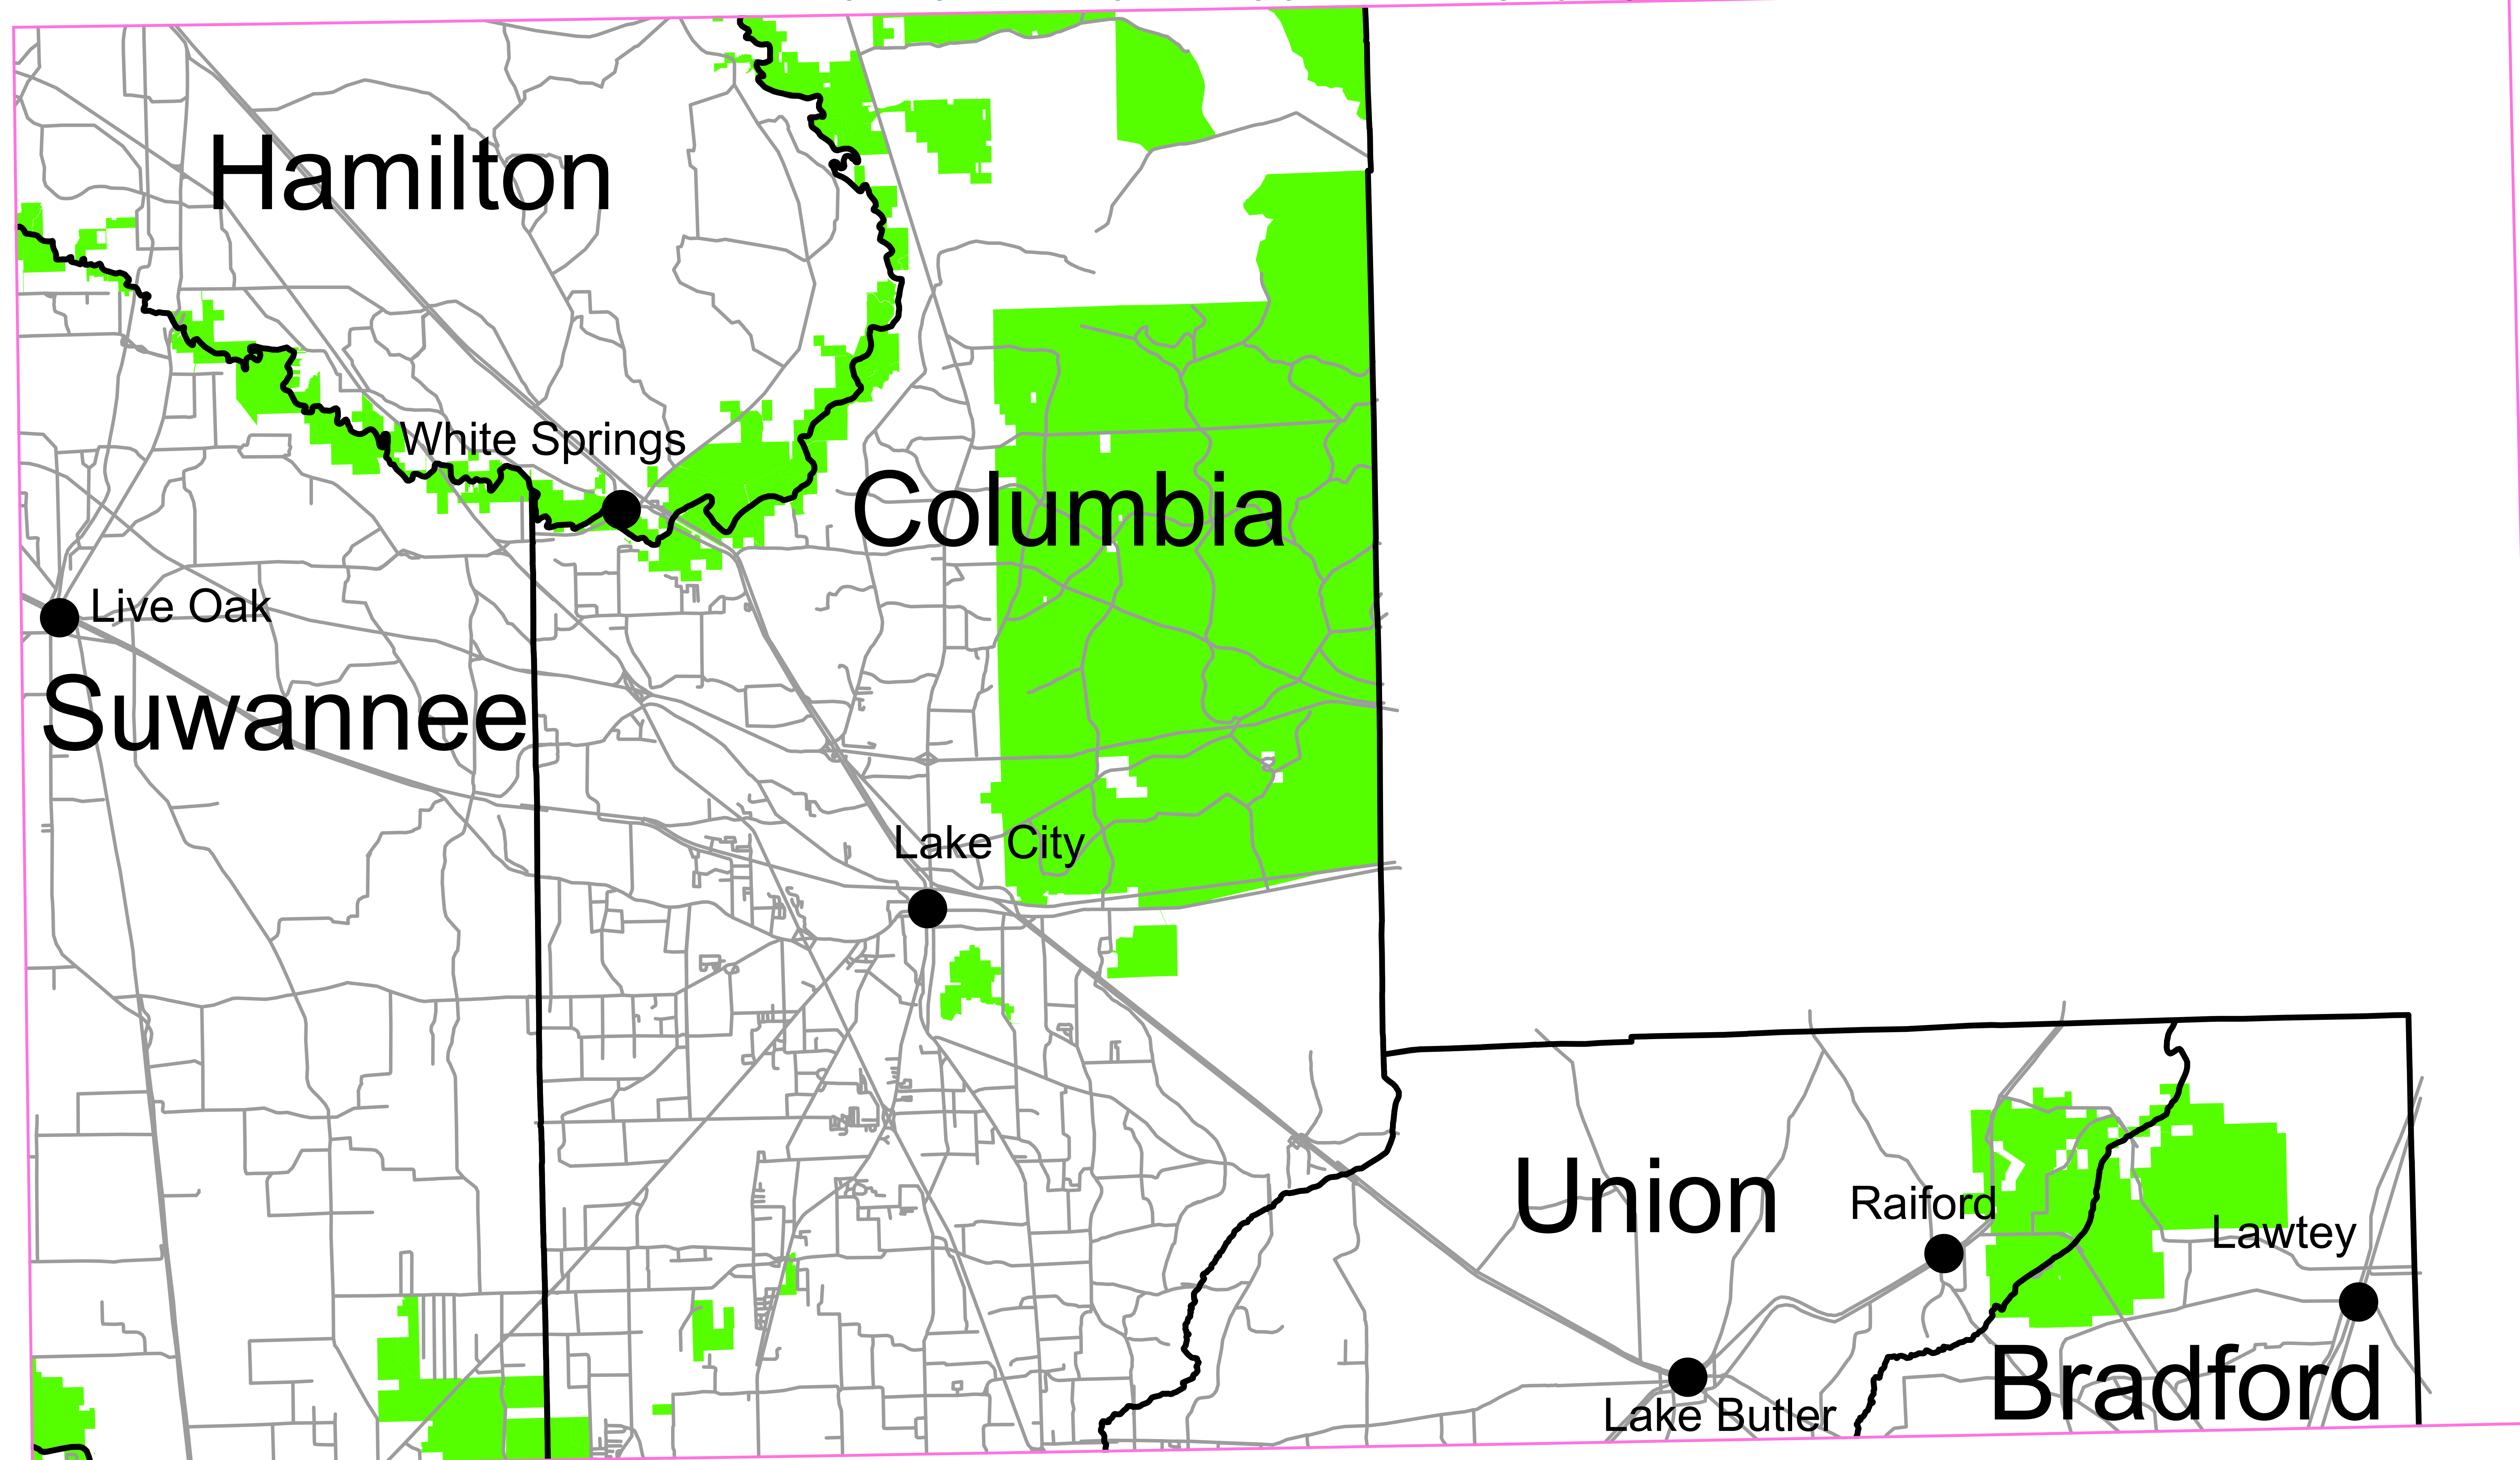 Hamilton
White Springs
Columbia
Live Oak
Suwannee
Lake City
Union
Raiford
Lawtey
Bradford
Lake Butler